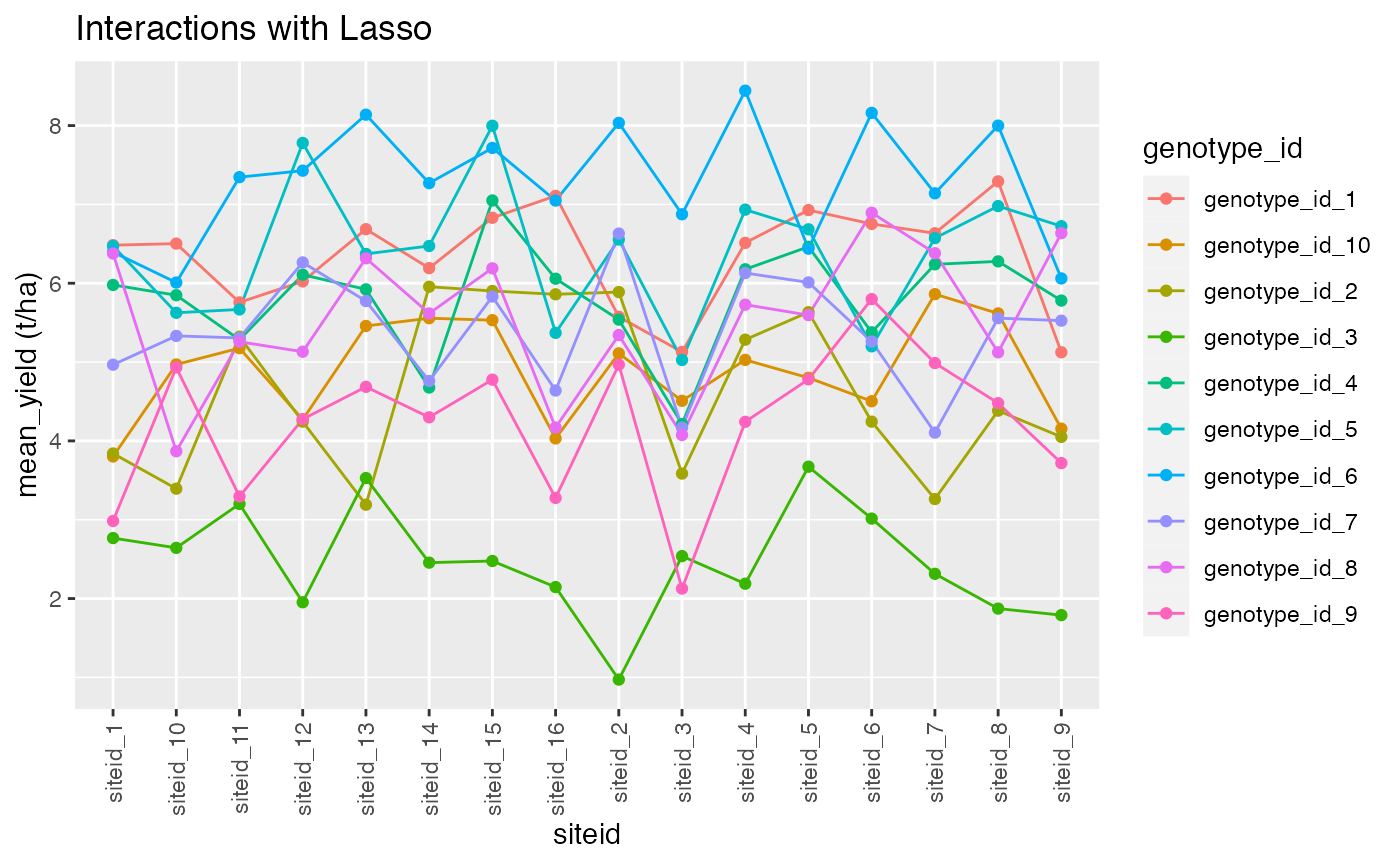 Interactions with Lasso
mean_yield (t/ha)
8
6
4
2
siteid_1
siteid_10
siteid_11
siteid_12
siteid_13
siteid_14
siteid_15
siteid_16
siteid_2
siteid_3
siteid_4
siteid_5
siteid_6
siteid_7
siteid_8
siteid_9
siteid
genotype_id
genotype_id_1
genotype_id_10
genotype_id_2
genotype_id_3
genotype_id_4
genotype_id_5
genotype_id_6
genotype_id_7
genotype_id_8
genotype_id_9